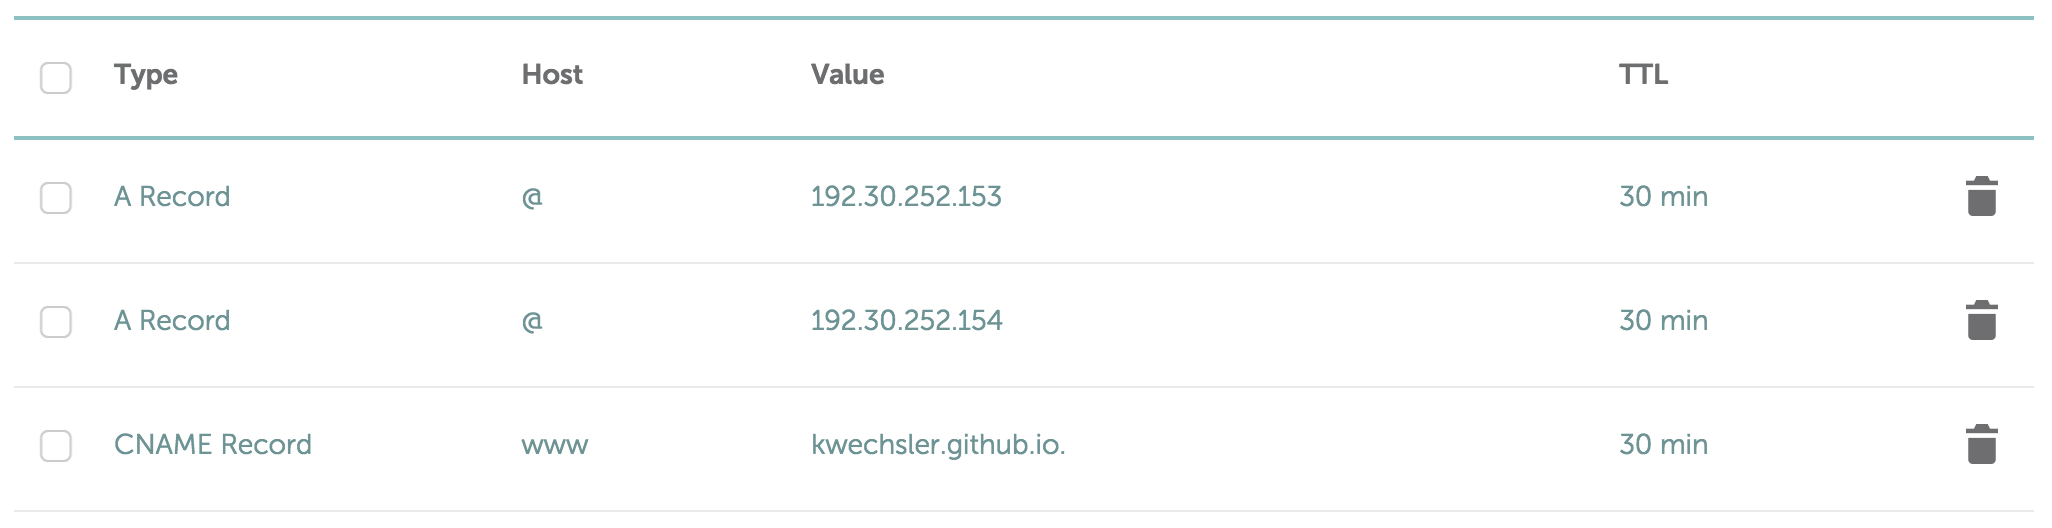 Type Host Value TTL
A Record @ 192.30.252.153 30 min
A Record @ 192.30.252.154 30 min
CNAME Record www kwechsler.github.io. 30 min